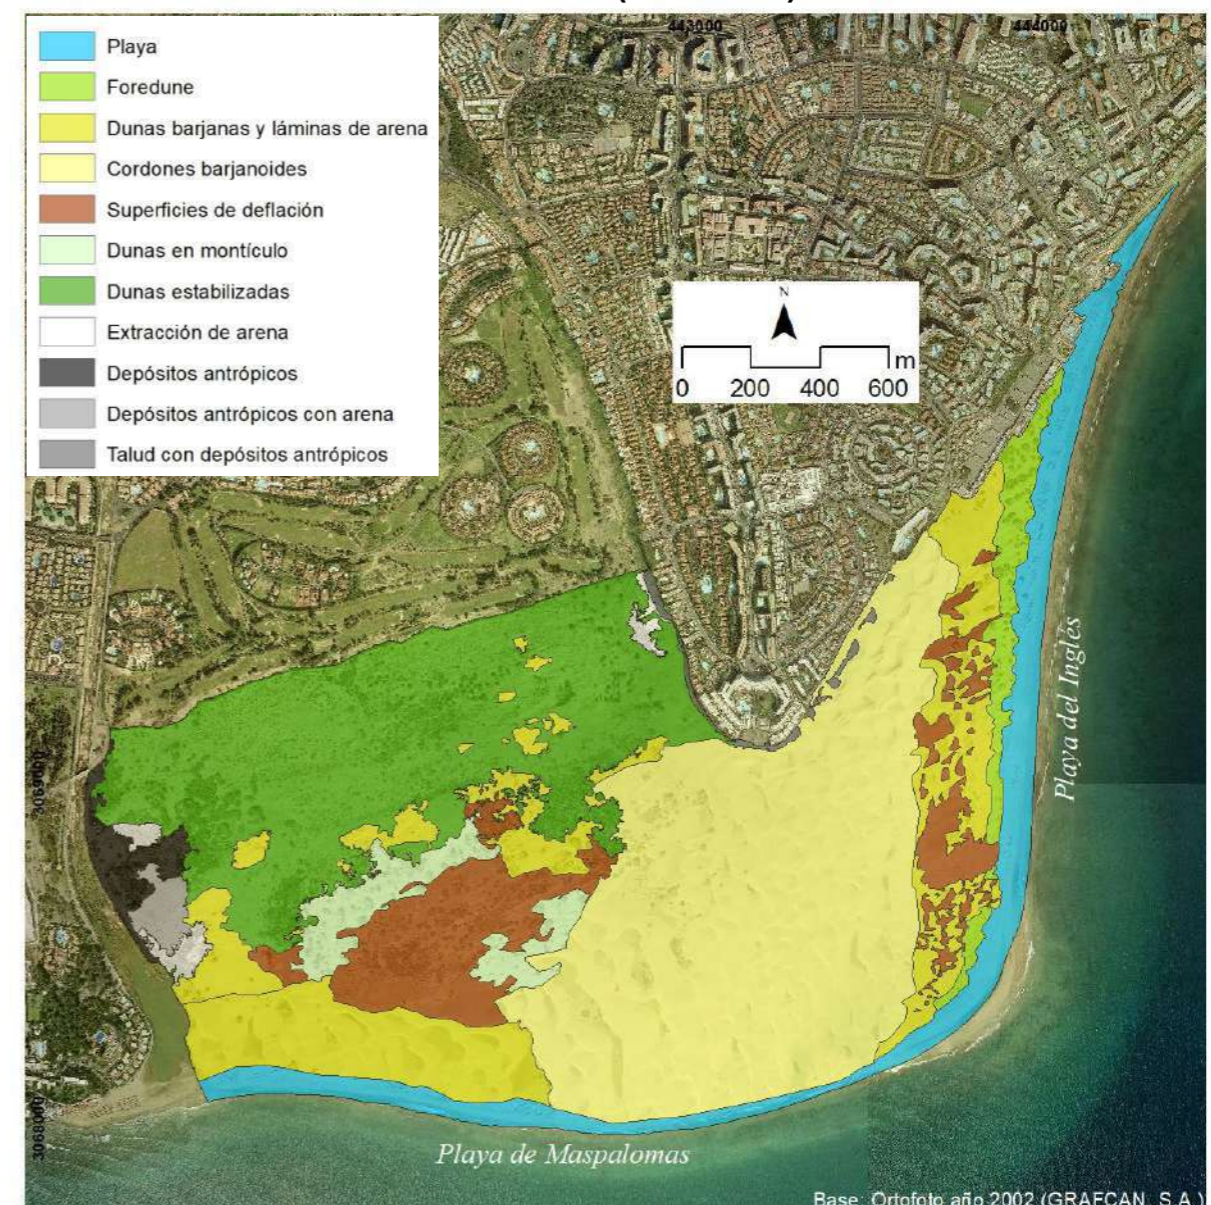 443000
444000
Playa
Foredune
Dunas barjanas y láminas de arena
Cordones barjanoides
Superficies de deflación
Dunas en montículo
Dunas estabilizadas
Extracción de arena
Depósitos antrópicos
Depósitos antrópicos con arena
Talud con depósitos antrópicos
N
m
0 200 400 600
Playa del Inglés
3069000
3068000
Playa de Maspalomas
Base: Ortofoto año 2002 (GRAFCAN, S.A.)